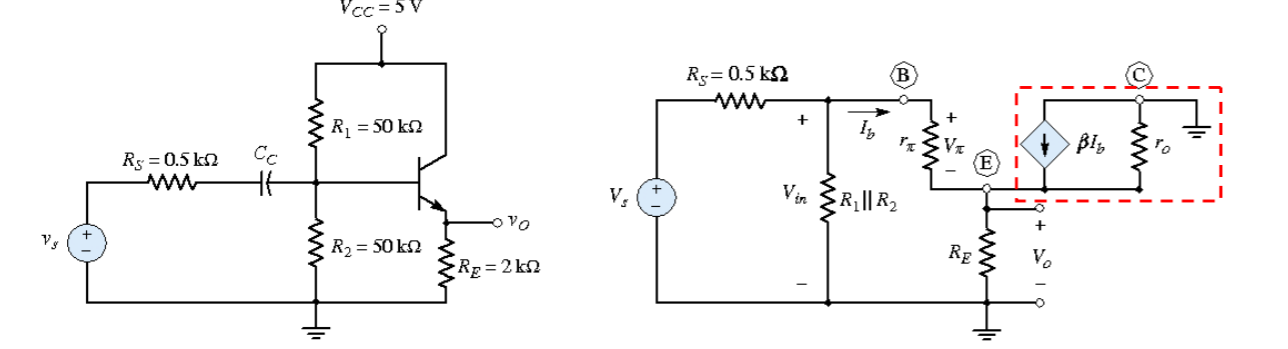 V_CC = 5 V
R_1 = 50 kΩ
R_S = 0.5 kΩ
C_C
v_s
+
−
R_2 = 50 kΩ
v_O
R_E = 2 kΩ
R_S = 0.5 kΩ
B
C
I_b
+
r_π
+
V_π
−
E
βI_b
r_o
V_s
+
−
V_in
R_1 || R_2
−
R_E
+
V_o
−